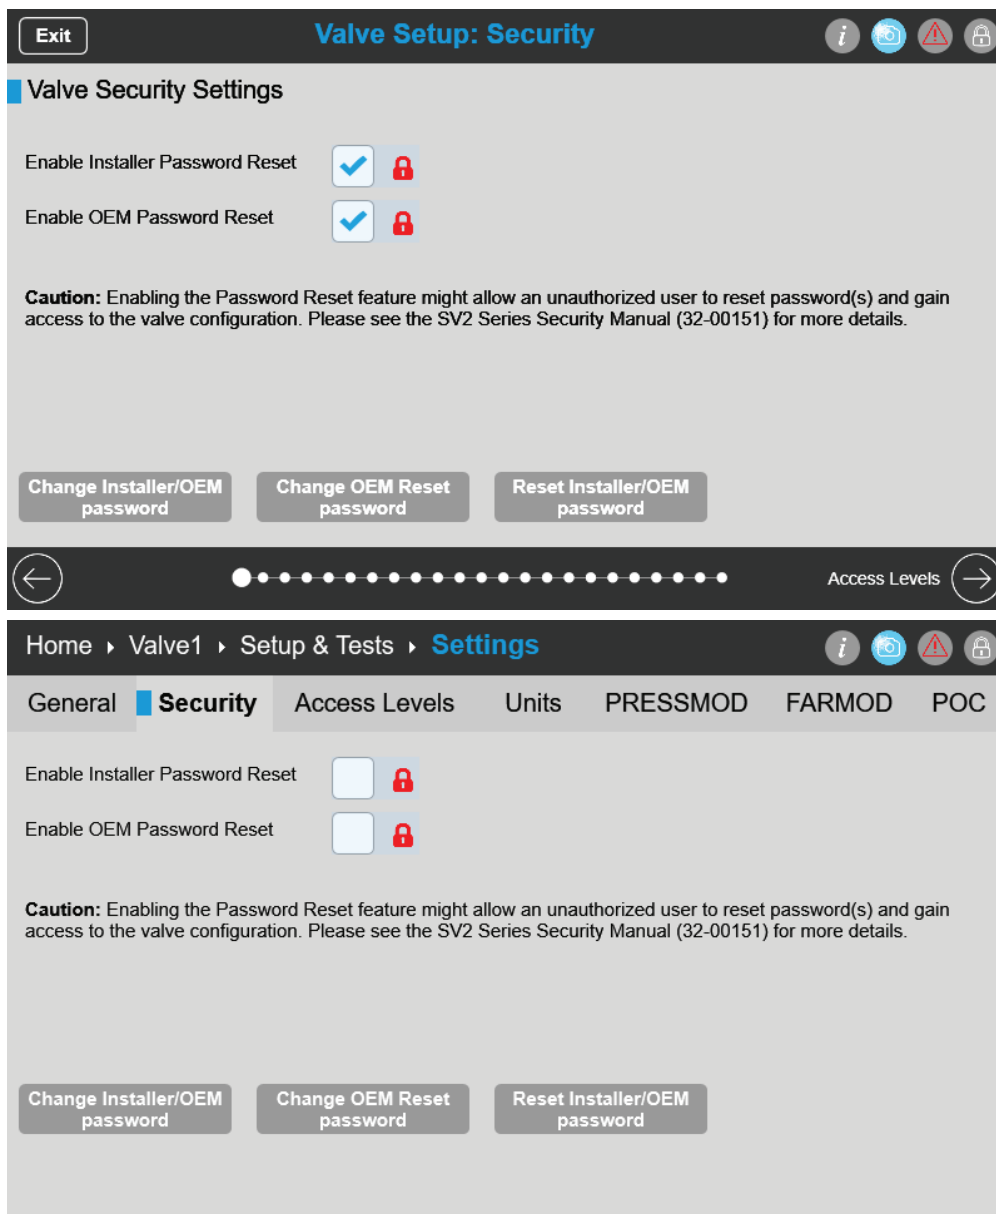 Exit
Valve Setup: Security
Valve Security Settings
Enable Installer Password Reset
Enable OEM Password Reset
Caution: Enabling the Password Reset feature might allow an unauthorized user to reset password(s) and gain
access to the valve configuration. Please see the SV2 Series Security Manual (32-00151) for more details.
Change Installer/OEM
password
Change OEM Reset
password
Reset Installer/OEM
password
Access Levels
Home Valve1 Setup & Tests Settings
General Security Access Levels Units PRESSMOD FARMOD POC
Enable Installer Password Reset
Enable OEM Password Reset
Caution: Enabling the Password Reset feature might allow an unauthorized user to reset password(s) and gain
access to the valve configuration. Please see the SV2 Series Security Manual (32-00151) for more details.
Change Installer/OEM
password
Change OEM Reset
password
Reset Installer/OEM
password